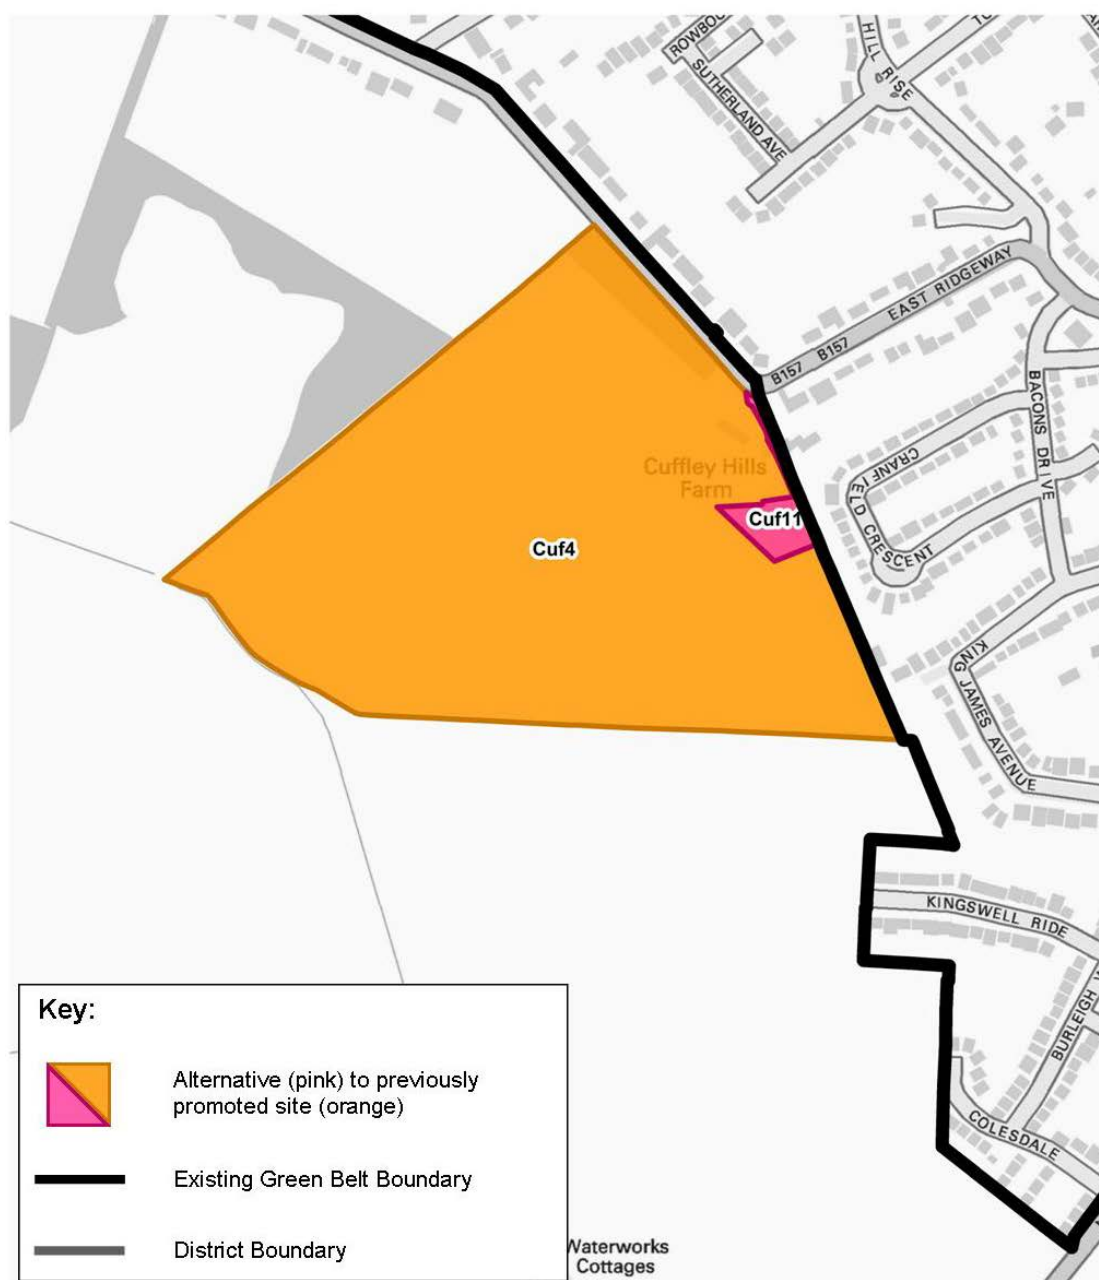 ROWBOU
SUTHERLAND AVE
HILL RISE
TO
B157 B157 EAST RIDGEWAY
BACONS DRIVE
CRANFIELD CRESCENT
Cuffley Hills
Farm
Cuf11
Cuf4
KING JAMES AVENUE
KINGSWELL RIDE
BURLEIGH
COLESDALE
Key:
Alternative (pink) to previously
promoted site (orange)
Existing Green Belt Boundary
District Boundary
Waterworks
Cottages